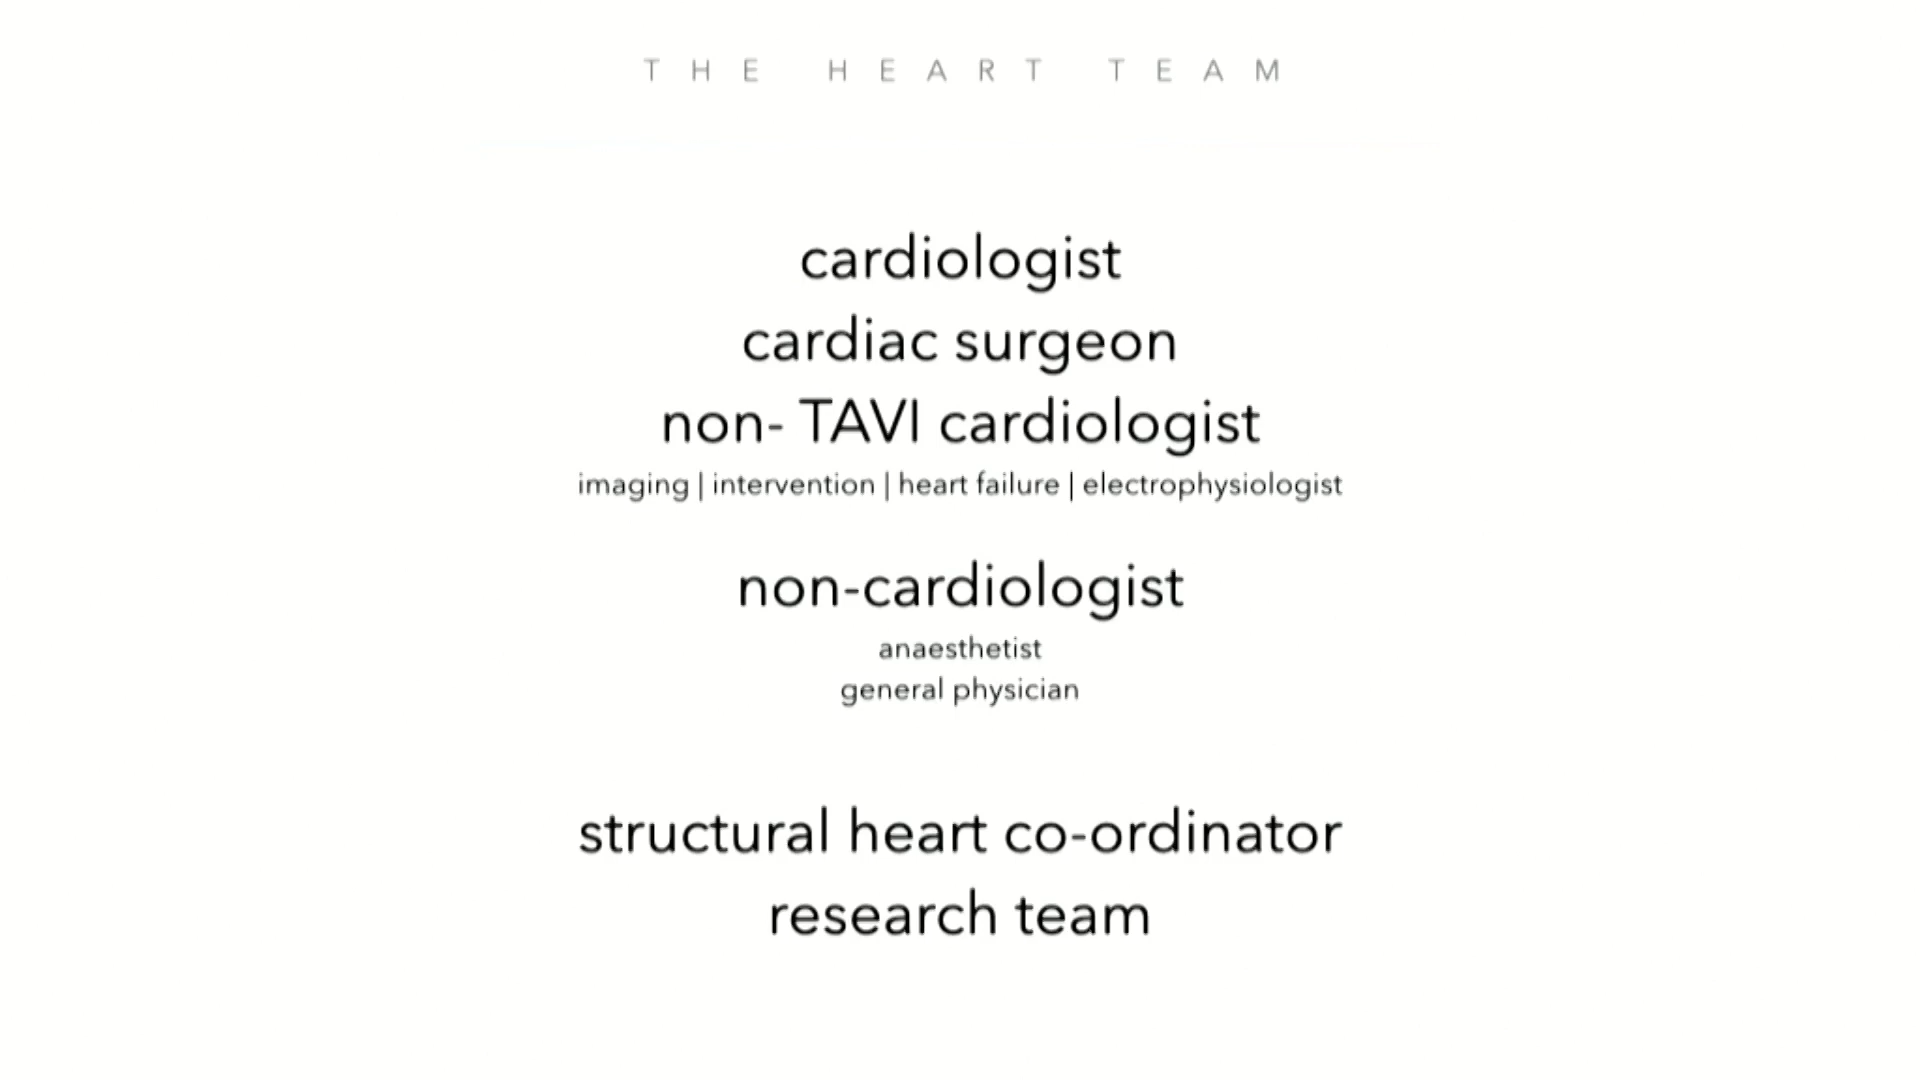 THE HEART TEAM
cardiologist
cardiac surgeon
non- TAVI cardiologist
imaging | intervention | heart failure | electrophysiologist
non-cardiologist
anaesthetist
general physician
structural heart co-ordinator
research team